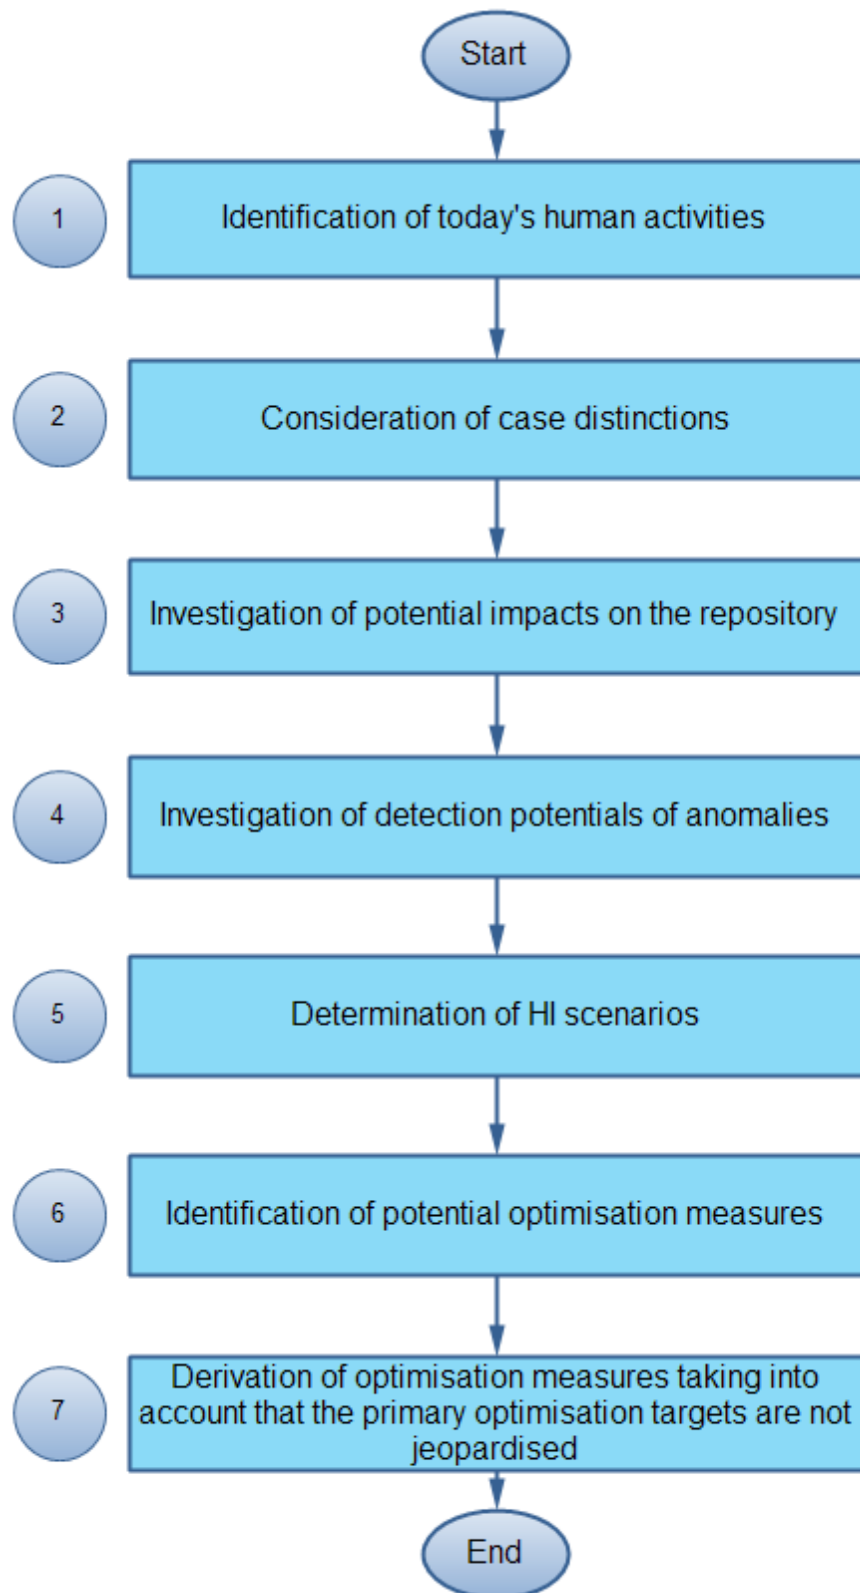 Start
1
Identification of today's human activities
2
Consideration of case distinctions
3
Investigation of potential impacts on the repository
4
Investigation of detection potentials of anomalies
5
Determination of HI scenarios
6
Identification of potential optimisation measures
7
Derivation of optimisation measures taking into
account that the primary optimisation targets are not
jeopardised
End